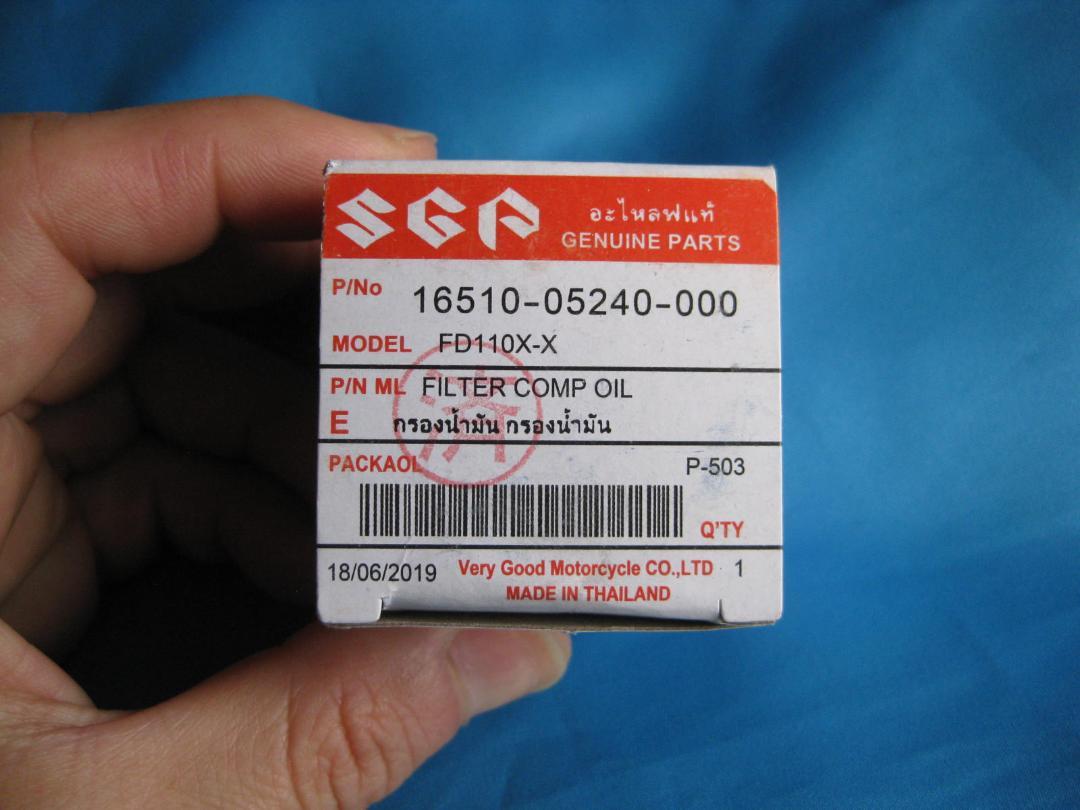 SGP
อะไหลฟแท้
GENUINE PARTS
P/No 16510-05240-000
MODEL FD110X-X
P/N ML FILTER COMP OIL
E กรองน้ำมัน กรองน้ำมัน
济
PACKAOL P-503
Q'TY
18/06/2019 Very Good Motorcycle CO.,LTD 1
MADE IN THAILAND